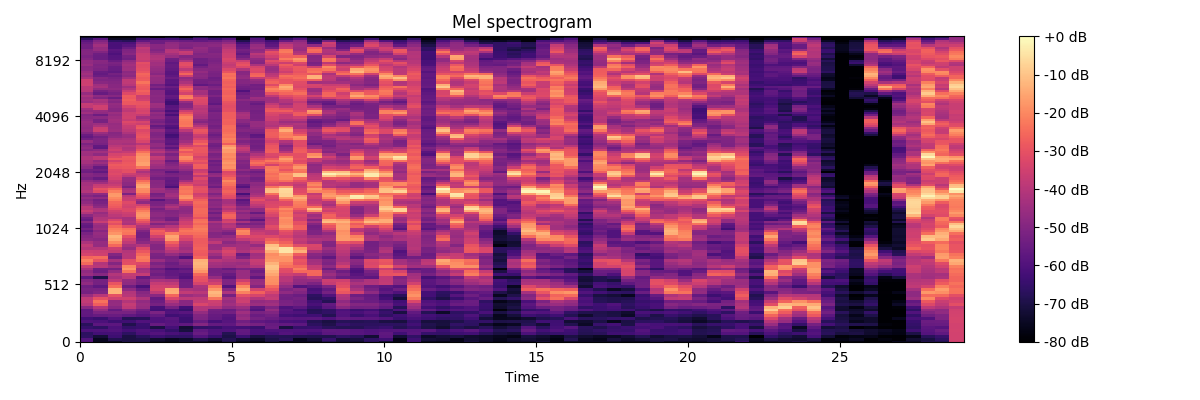 Mel spectrogram
8192
4096
2048
1024
512
0
Hz
0 5 10 15 20 25
Time
+0 dB
-10 dB
-20 dB
-30 dB
-40 dB
-50 dB
-60 dB
-70 dB
-80 dB